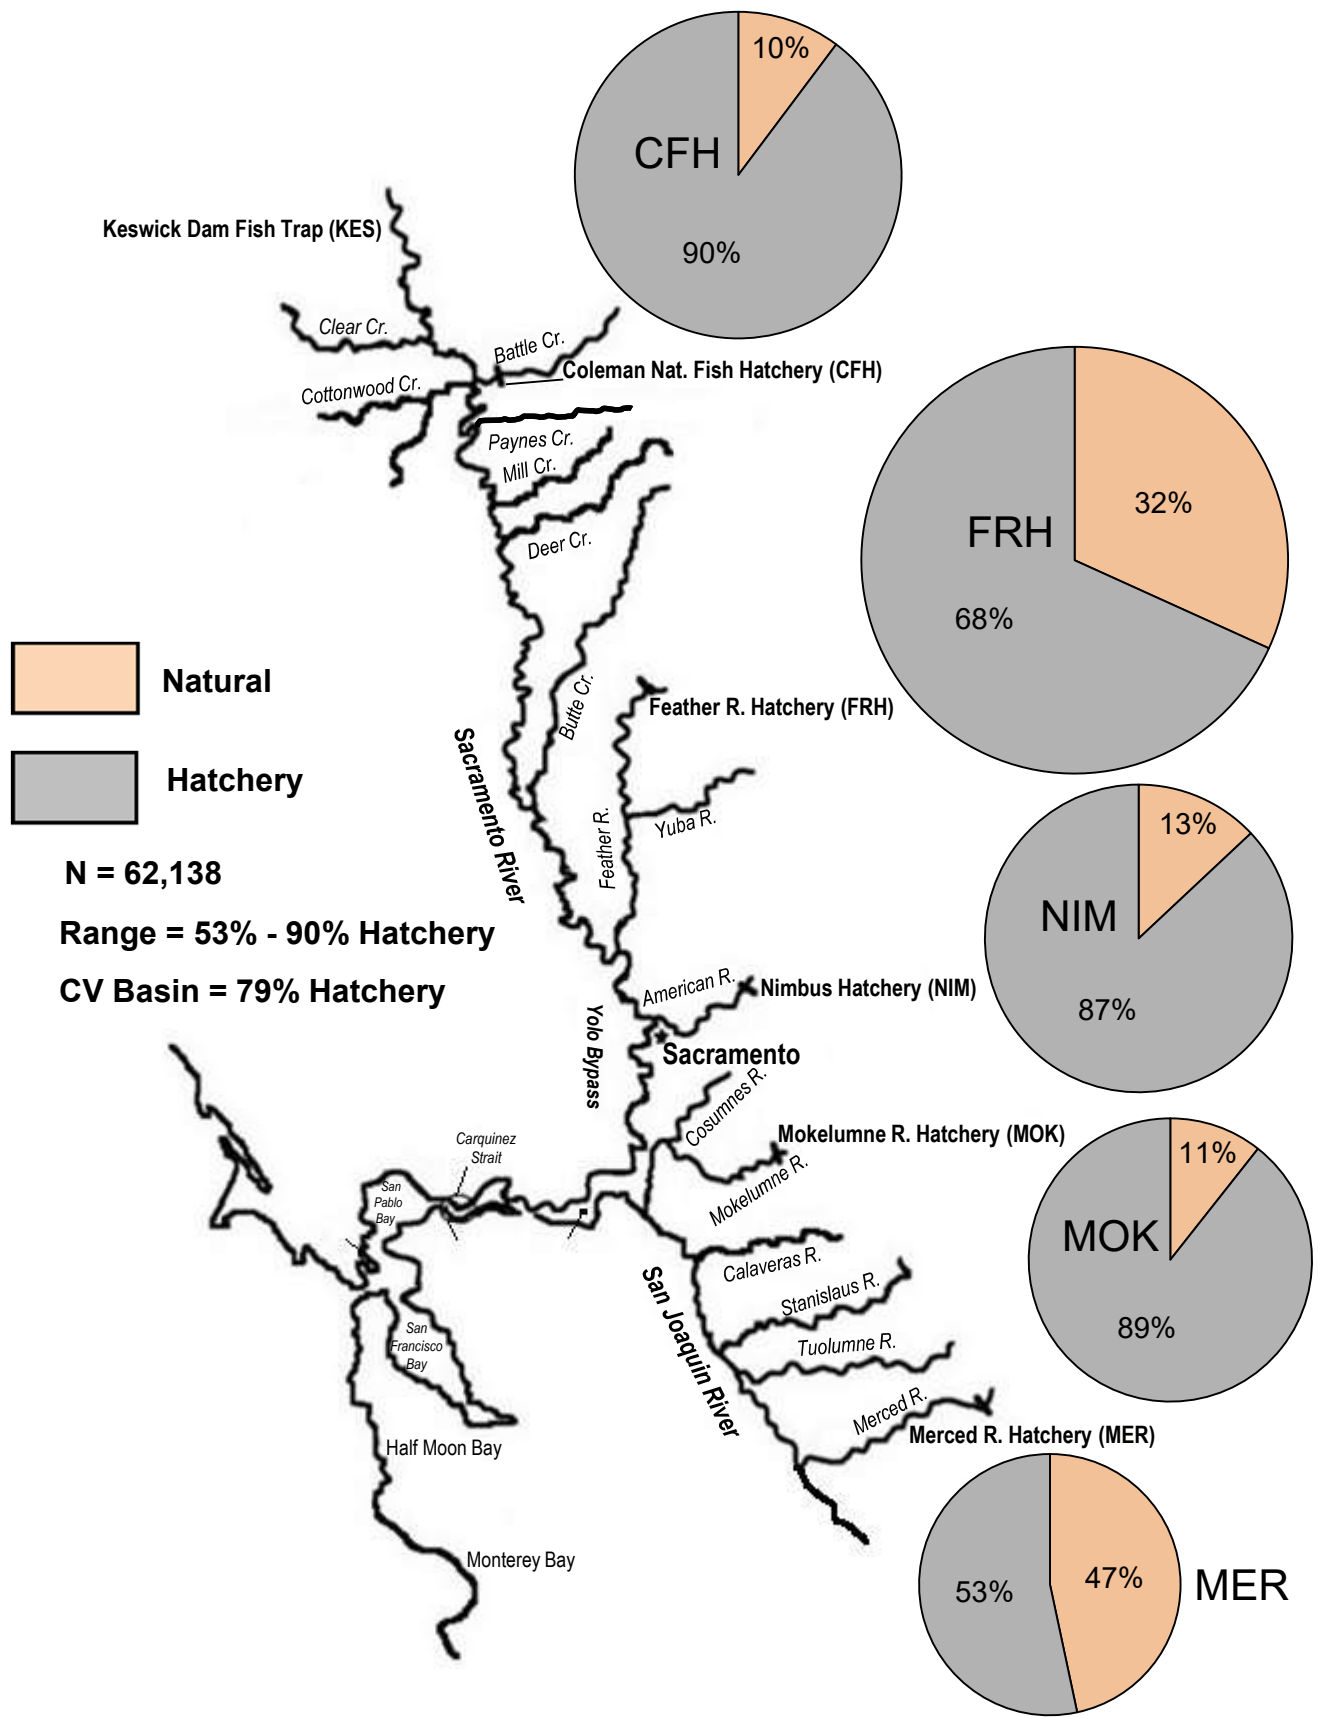 10%
CFH
90%
Keswick Dam Fish Trap (KES)
Clear Cr.
Battle Cr.
Coleman Nat. Fish Hatchery (CFH)
Cottonwood Cr.
Paynes Cr.
Mill Cr.
Deer Cr.
32%
FRH
68%
Natural
Hatchery
Butte Cr.
Feather R. Hatchery (FRH)
Sacramento River
Feather R.
Yuba R.
13%
NIM
87%
N = 62,138
Range = 53% - 90% Hatchery
CV Basin = 79% Hatchery
American R.
Nimbus Hatchery (NIM)
Yolo Bypass
Sacramento
Cosumnes R.
Mokelumne R. Hatchery (MOK)
Mokelumne R.
11%
MOK
89%
Carquinez
Strait
San
Pablo
Bay
Calaveras R.
Stanislaus R.
San Joaquin River
Tuolumne R.
San
Francisco
Bay
Merced R.
Merced R. Hatchery (MER)
Half Moon Bay
Monterey Bay
53%
47%
MER